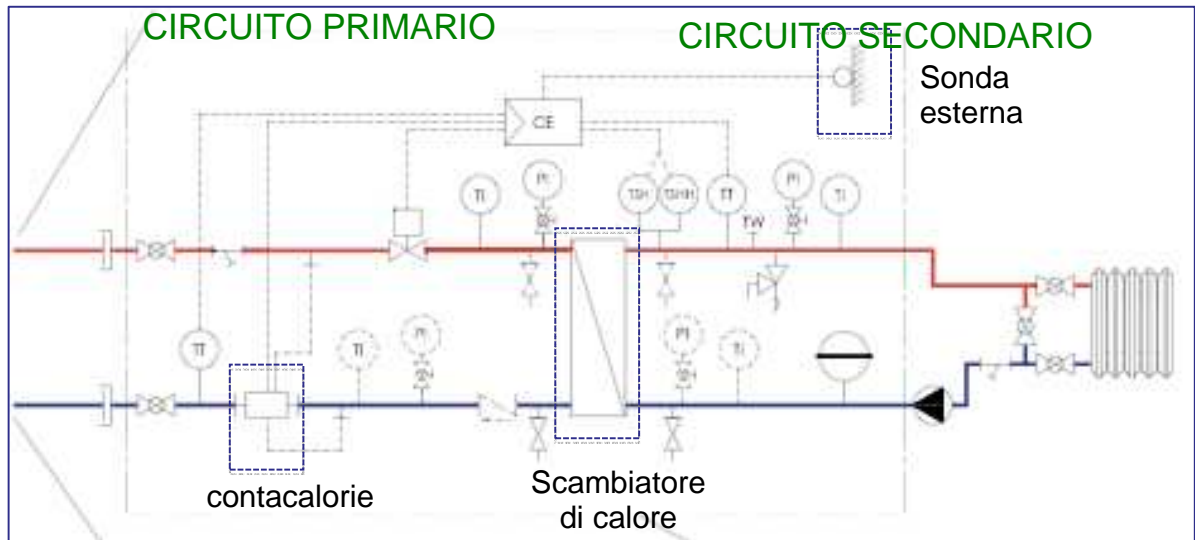 CIRCUITO PRIMARIO
CIRCUITO SECONDARIO
Sonda
esterna
CE
TI
PI
TSH
TSHH
TT
TW
PI
TI
TT
TI
PI
PI
TI
contacalorie
Scambiatore
di calore